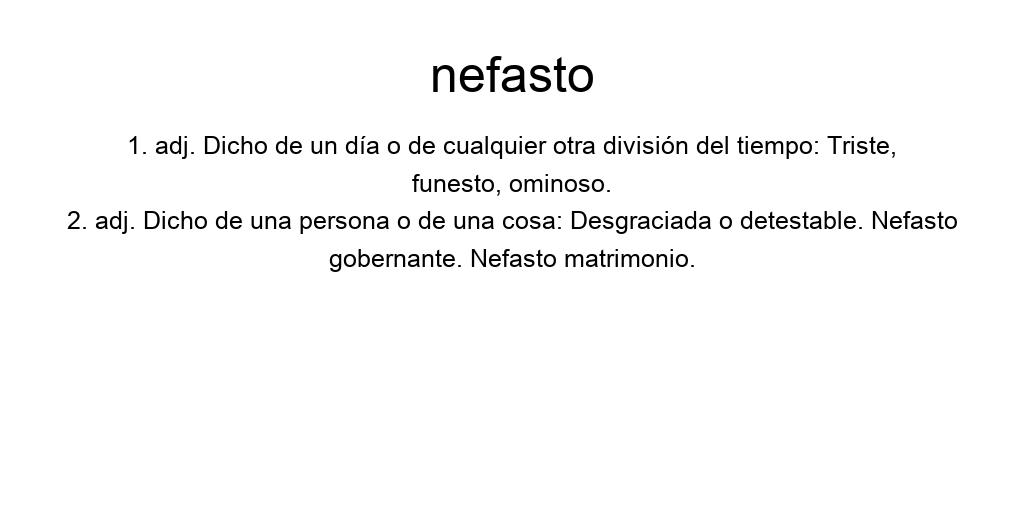 nefasto
1. adj. Dicho de un día o de cualquier otra división del tiempo: Triste,
funesto, ominoso.
2. adj. Dicho de una persona o de una cosa: Desgraciada o detestable. Nefasto
gobernante. Nefasto matrimonio.